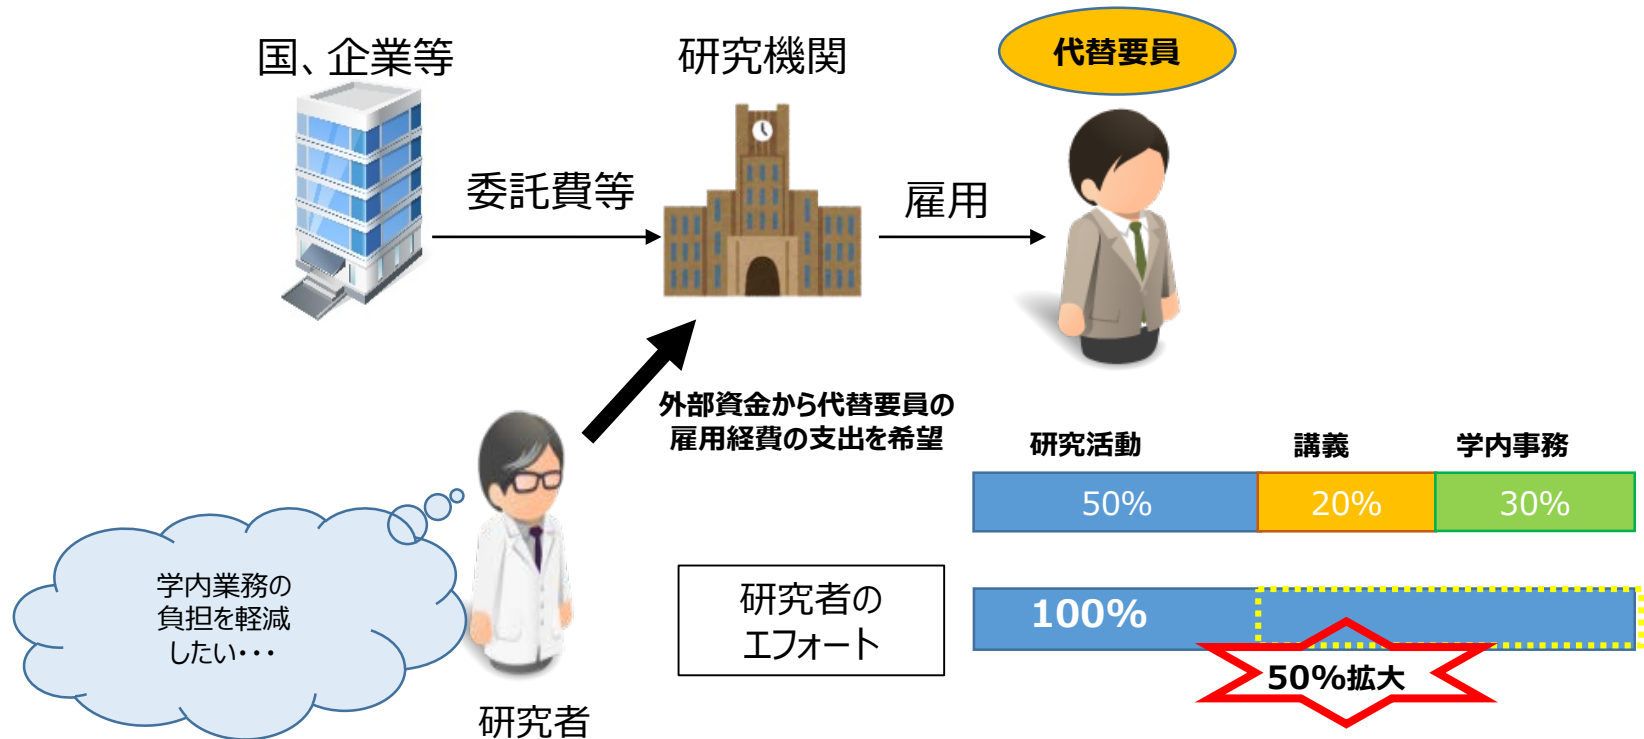 国、企業等
研究機関
代替要員
委託費等
雇用
外部資金から代替要員の
雇用経費の支出を希望
研究活動
講義
学内事務
50%
20%
30%
学内業務の
負担を軽減
したい・・・
研究者の
エフォート
100%
50%拡大
研究者